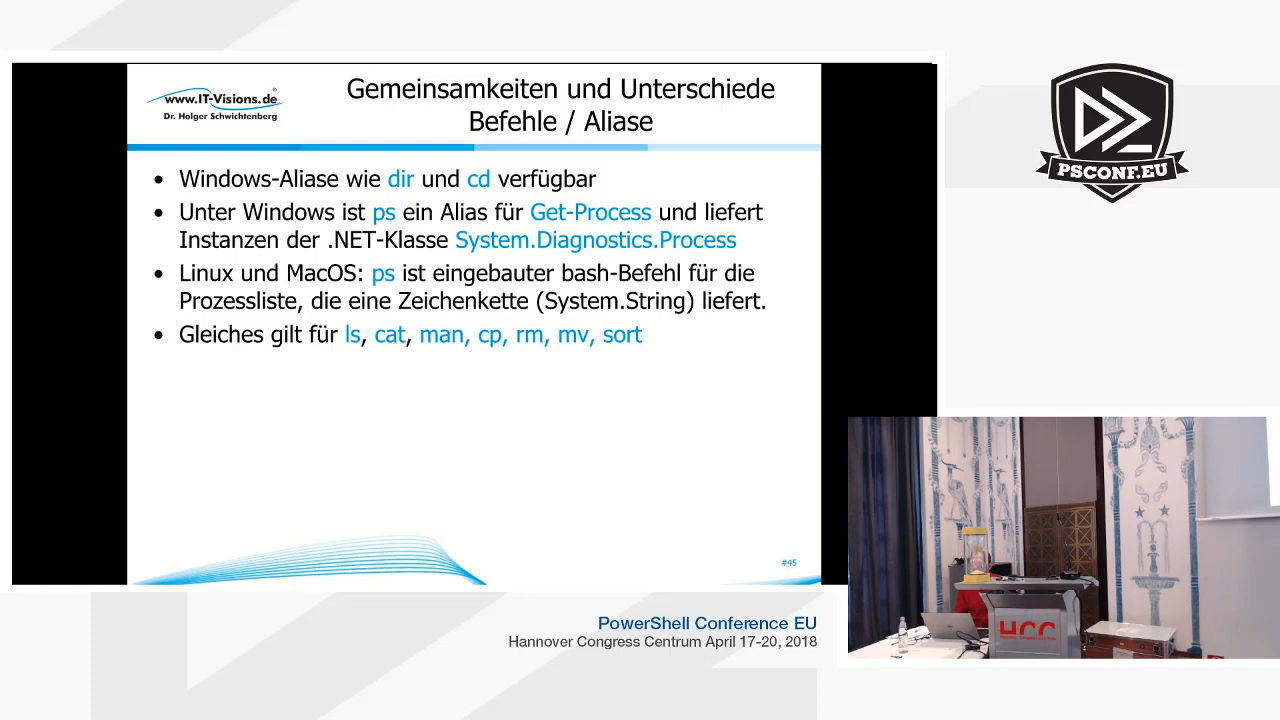 www.IT-Visions.de
®
Dr. Holger Schwichtenberg
Gemeinsamkeiten und Unterschiede
Befehle / Aliase
• Windows-Aliase wie dir und cd verfügbar
• Unter Windows ist ps ein Alias für Get-Process und liefert
Instanzen der .NET-Klasse System.Diagnostics.Process
• Linux und MacOS: ps ist eingebauter bash-Befehl für die
Prozessliste, die eine Zeichenkette (System.String) liefert.
• Gleiches gilt für ls, cat, man, cp, rm, mv, sort
#45
PSCONF.EU
HCC
PowerShell Conference EU
Hannover Congress Centrum April 17-20, 2018